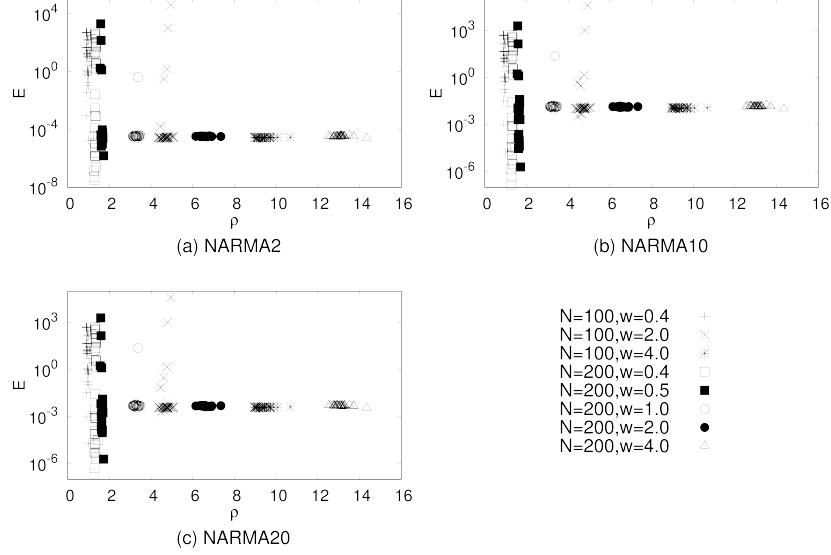 10^4
10^0
10^-4
10^-8
E
0 2 4 6 8 10 12 14 16
ρ
(a) NARMA2
10^3
10^0
10^-3
10^-6
E
0 2 4 6 8 10 12 14 16
ρ
(b) NARMA10
10^3
10^0
10^-3
10^-6
E
0 2 4 6 8 10 12 14 16
ρ
(c) NARMA20
N=100,w=0.4
N=100,w=2.0
N=100,w=4.0
N=200,w=0.4
N=200,w=0.5
N=200,w=1.0
N=200,w=2.0
N=200,w=4.0